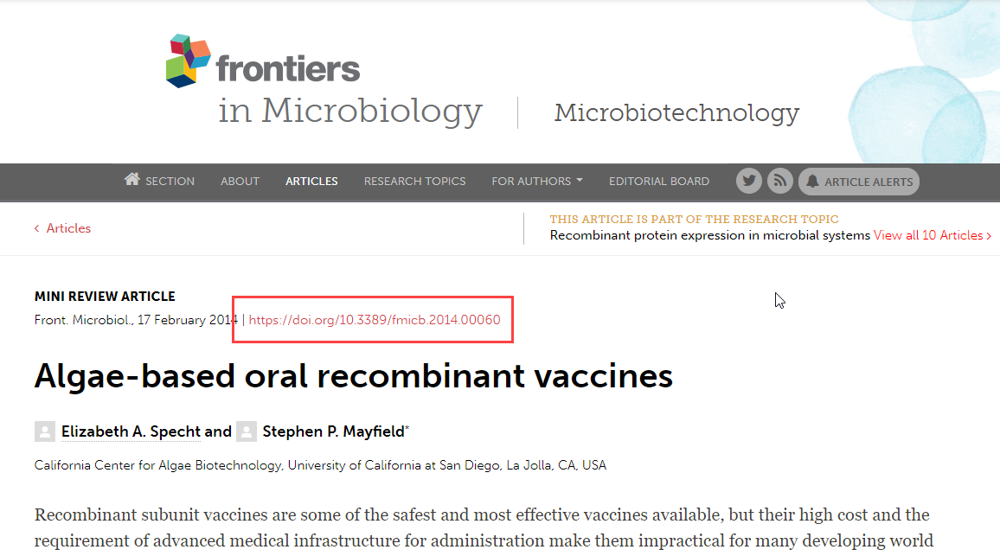 frontiers
in Microbiology
Microbiotechnology
SECTION ABOUT ARTICLES RESEARCH TOPICS FOR AUTHORS EDITORIAL BOARD ARTICLE ALERTS
‹ Articles
THIS ARTICLE IS PART OF THE RESEARCH TOPIC
Recombinant protein expression in microbial systems View all 10 Articles ›
MINI REVIEW ARTICLE
Front. Microbiol., 17 February 2014 | https://doi.org/10.3389/fmicb.2014.00060
Algae-based oral recombinant vaccines
Elizabeth A. Specht and Stephen P. Mayfield*
California Center for Algae Biotechnology, University of California at San Diego, La Jolla, CA, USA
Recombinant subunit vaccines are some of the safest and most effective vaccines available, but their high cost and the
requirement of advanced medical infrastructure for administration make them impractical for many developing world